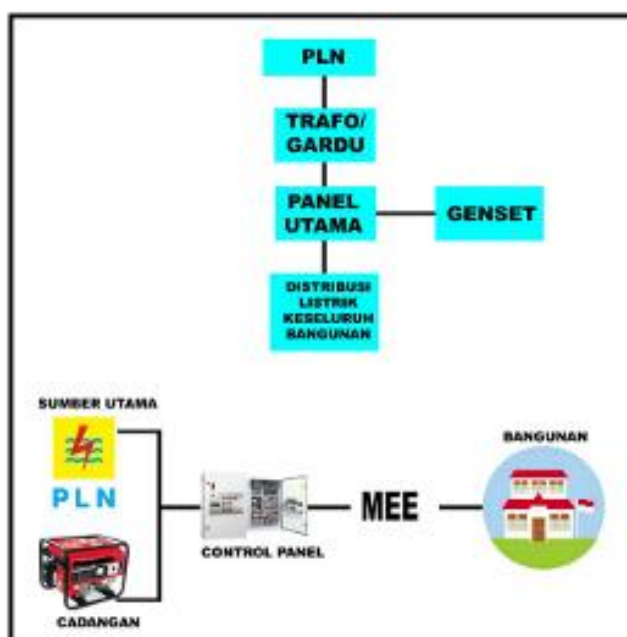 PLN
TRAFO/
GARDU
PANEL
UTAMA
GENSET
DISTRIBUSI
LISTRIK
KESELURUH
BANGUNAN
SUMBER UTAMA
PLN
CADANGAN
CONTROL PANEL
MEE
BANGUNAN